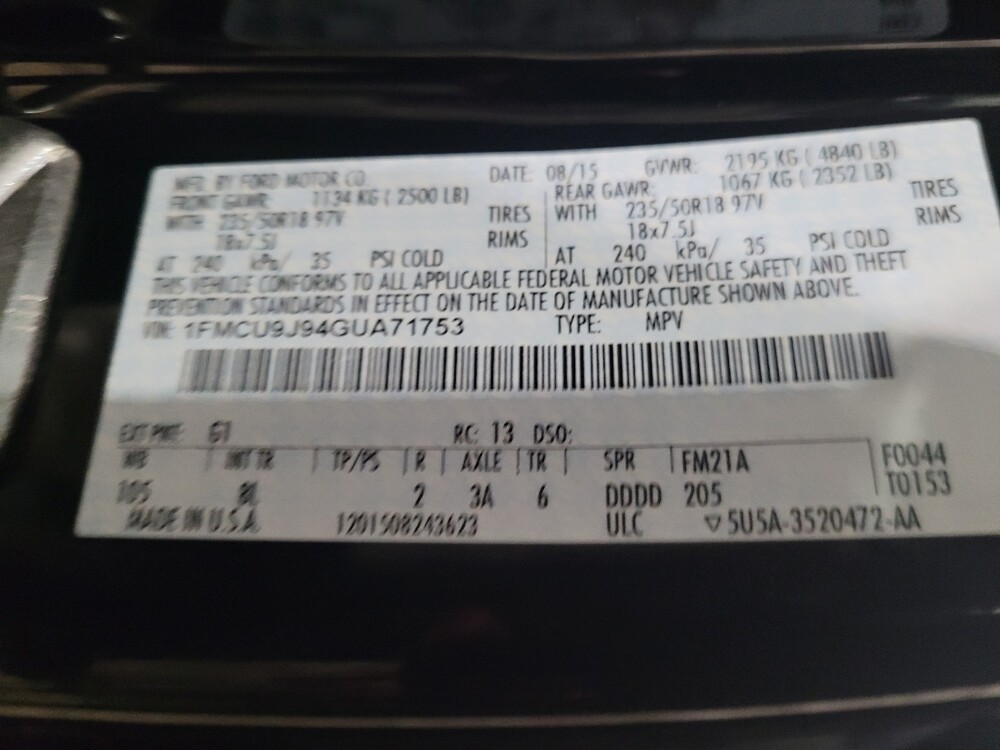 MFD. BY FORD MOTOR CO. DATE: 08/15 GVWR: 2195 KG ( 4840 LB)
FRONT GAWR: 1134 KG ( 2500 LB) REAR GAWR: 1067 KG ( 2352 LB)
WITH 235/50R18 97V TIRES WITH 235/50R18 97V TIRES
18x7.5J RIMS 18x7.5J RIMS
AT 240 kPa/ 35 PSI COLD AT 240 kPa/ 35 PSI COLD
THIS VEHICLE CONFORMS TO ALL APPLICABLE FEDERAL MOTOR VEHICLE SAFETY AND THEFT
PREVENTION STANDARDS IN EFFECT ON THE DATE OF MANUFACTURE SHOWN ABOVE.
VIN: 1FMCU9J94GUA71753 TYPE: MPV
EXT PNT: G1 RC: 13 DSO:
WB INT TR TP/PS R AXLE TR SPR FM21A F0044
105 2 3A 6 DDDD 205 T0153
MADE IN U.S.A. 1201508243623 ULC ▽5U5A-3520472-AA